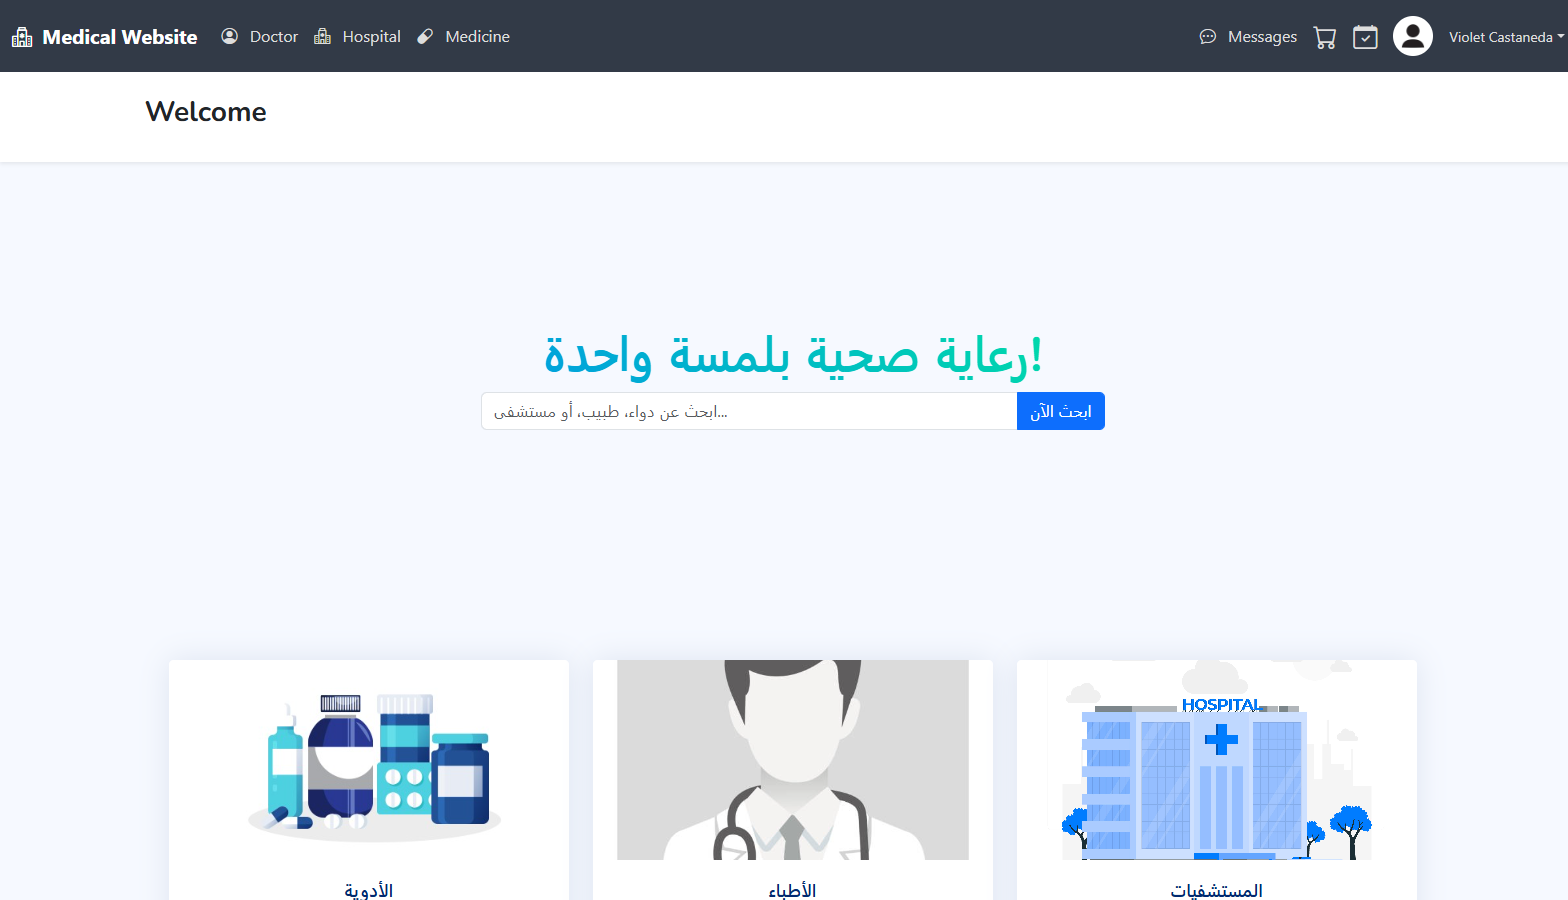 Medical Website
Doctor
Hospital
Medicine
Messages
Violet Castaneda
Welcome
رعاية صحية بلمسة واحدة!
ابحث عن دواء، طبيب، أو مستشفى...
ابحث الآن
HOSPITAL
الأدوية
الأطباء
المستشفيات